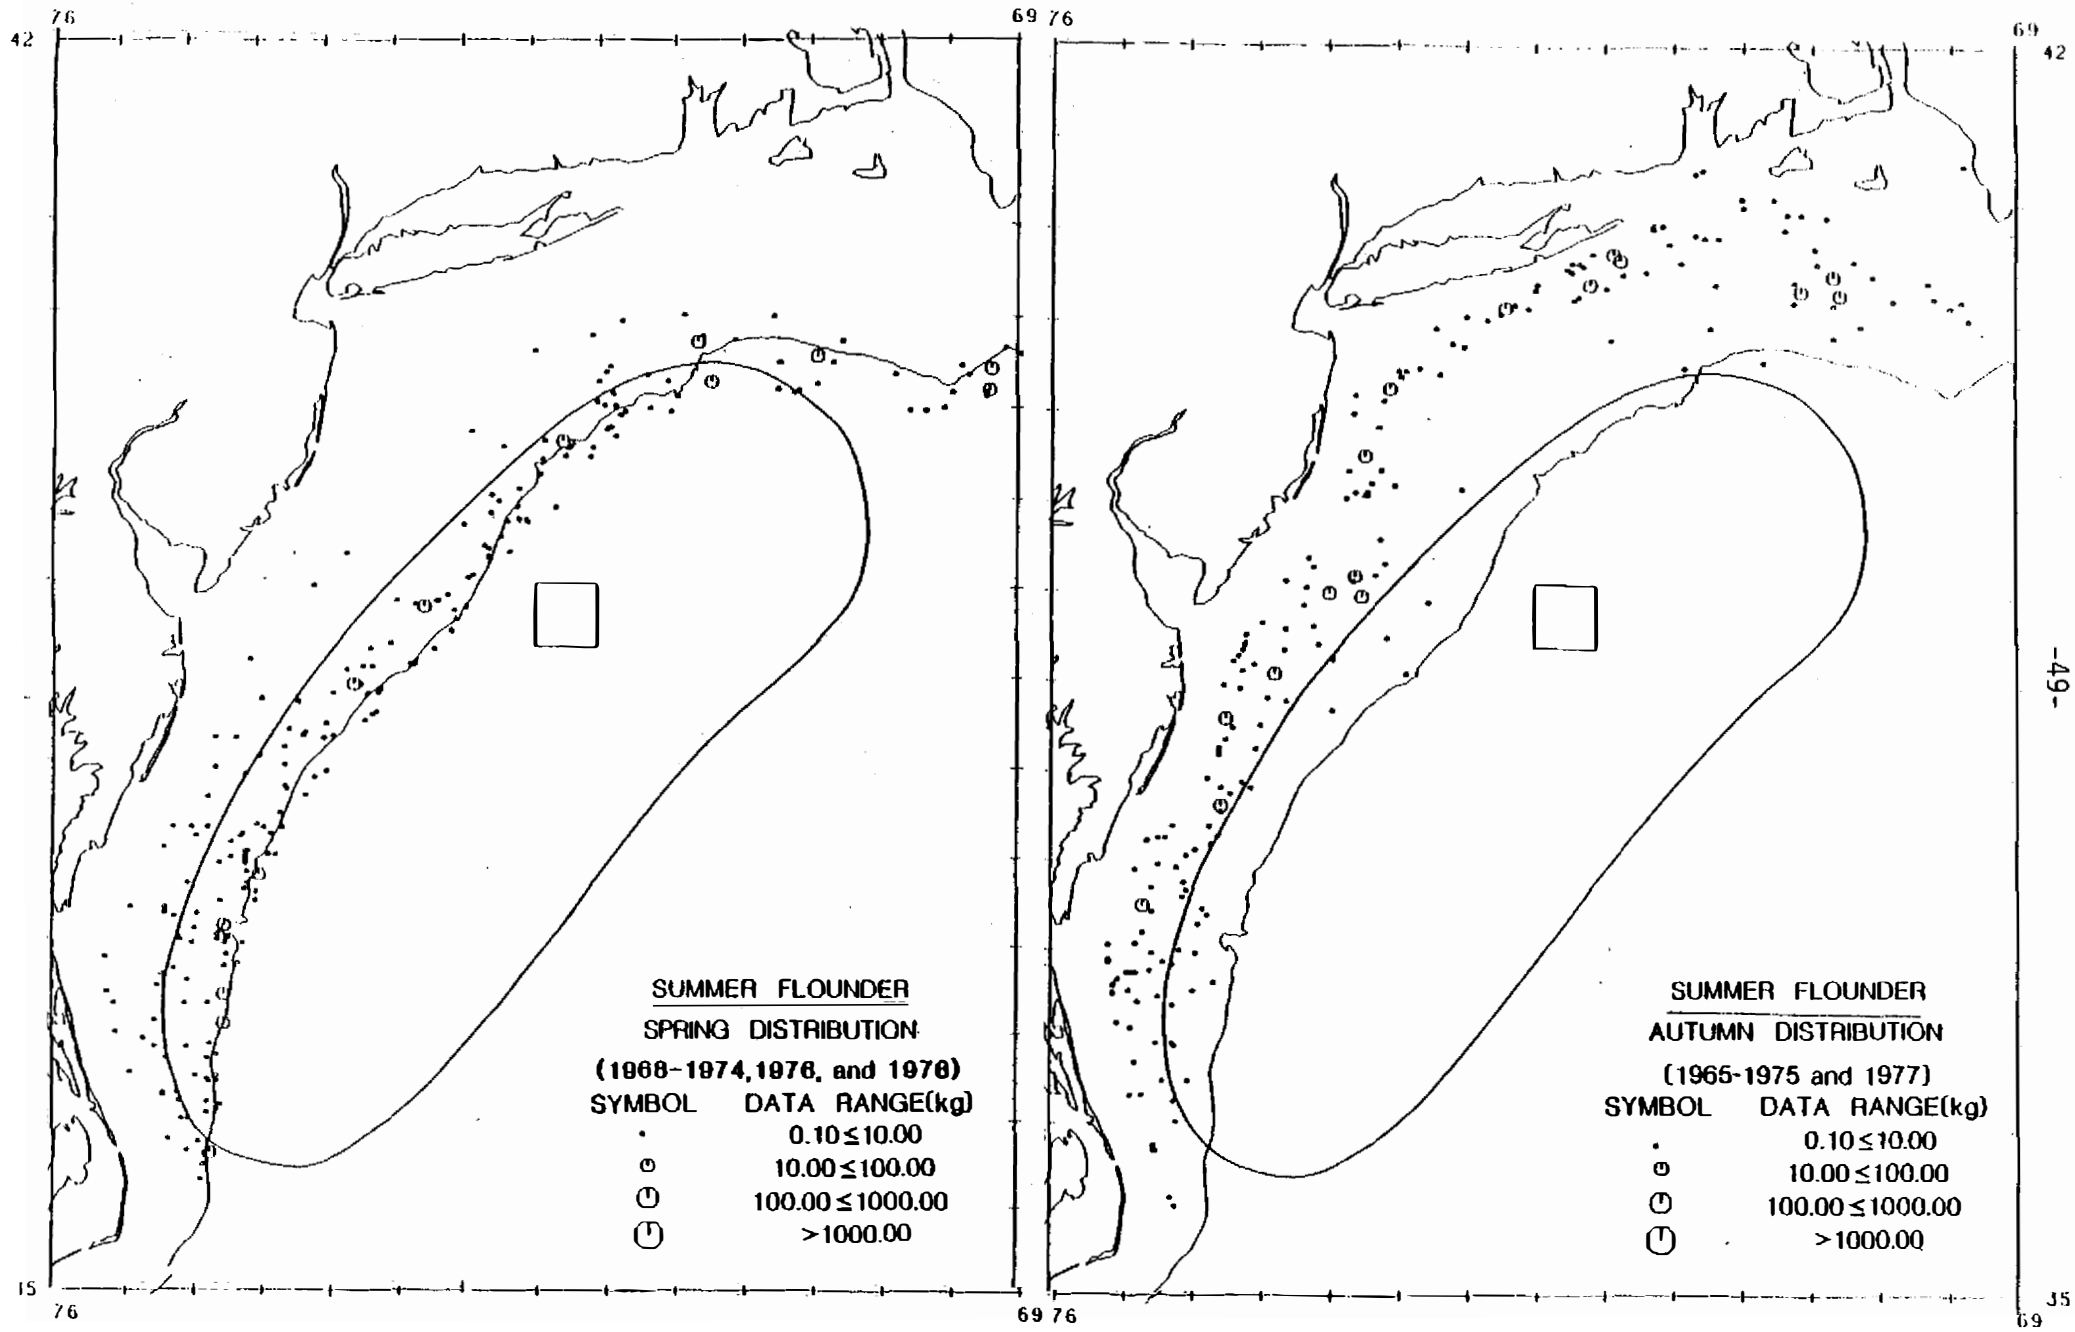 76
69 76
69
42
42
SUMMER FLOUNDER
SPRING DISTRIBUTION
(1968-1974,1976, and 1978)
SYMBOL DATA RANGE(kg)
0.10≤10.00
10.00≤100.00
100.00≤1000.00
>1000.00
SUMMER FLOUNDER
AUTUMN DISTRIBUTION
(1965-1975 and 1977)
SYMBOL DATA RANGE(kg)
0.10≤10.00
10.00≤100.00
100.00≤1000.00
>1000.00
-49-
35
76
69 76
69